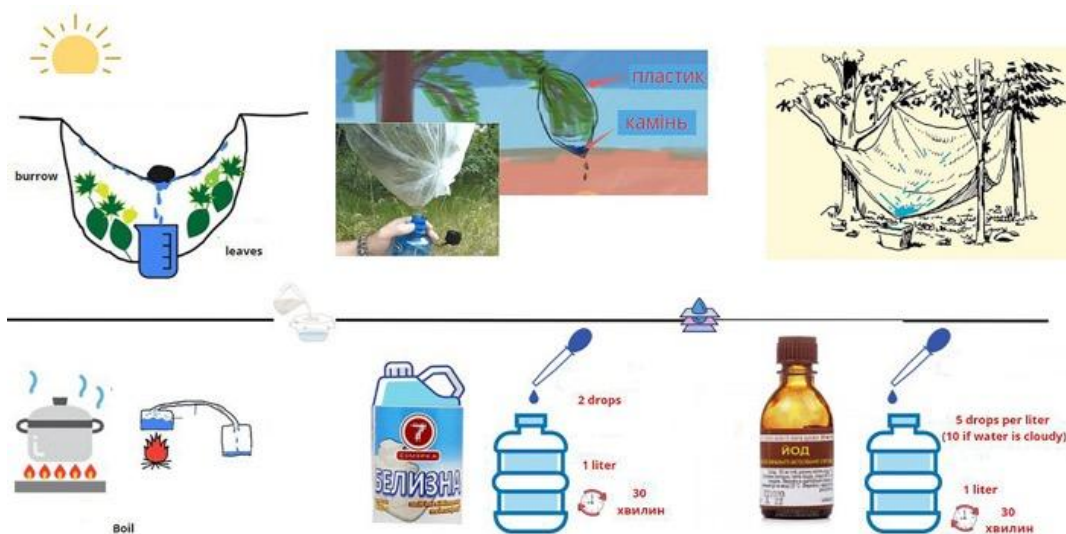 пластик
камінь
burrow
leaves
2 drops
1 liter
30
хвилин
БЕЛИЗНА
7
5 drops per liter
(10 if water is cloudy)
1 liter
30
хвилин
ЙОД
Boil